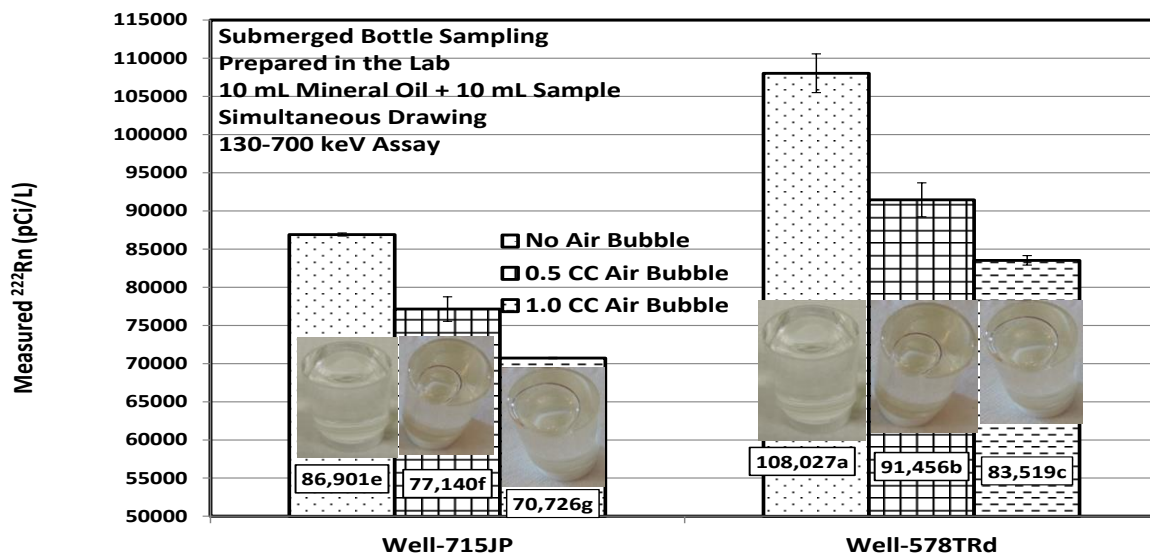 Submerged Bottle Sampling
Prepared in the Lab
10 mL Mineral Oil + 10 mL Sample
Simultaneous Drawing
130-700 keV Assay
Measured ²²²Rn (pCi/L)
115000
110000
105000
100000
95000
90000
85000
80000
75000
70000
65000
60000
55000
50000
No Air Bubble
0.5 CC Air Bubble
1.0 CC Air Bubble
86,901e
77,140f
70,726g
108,027a
91,456b
83,519c
Well-715JP
Well-578TRd